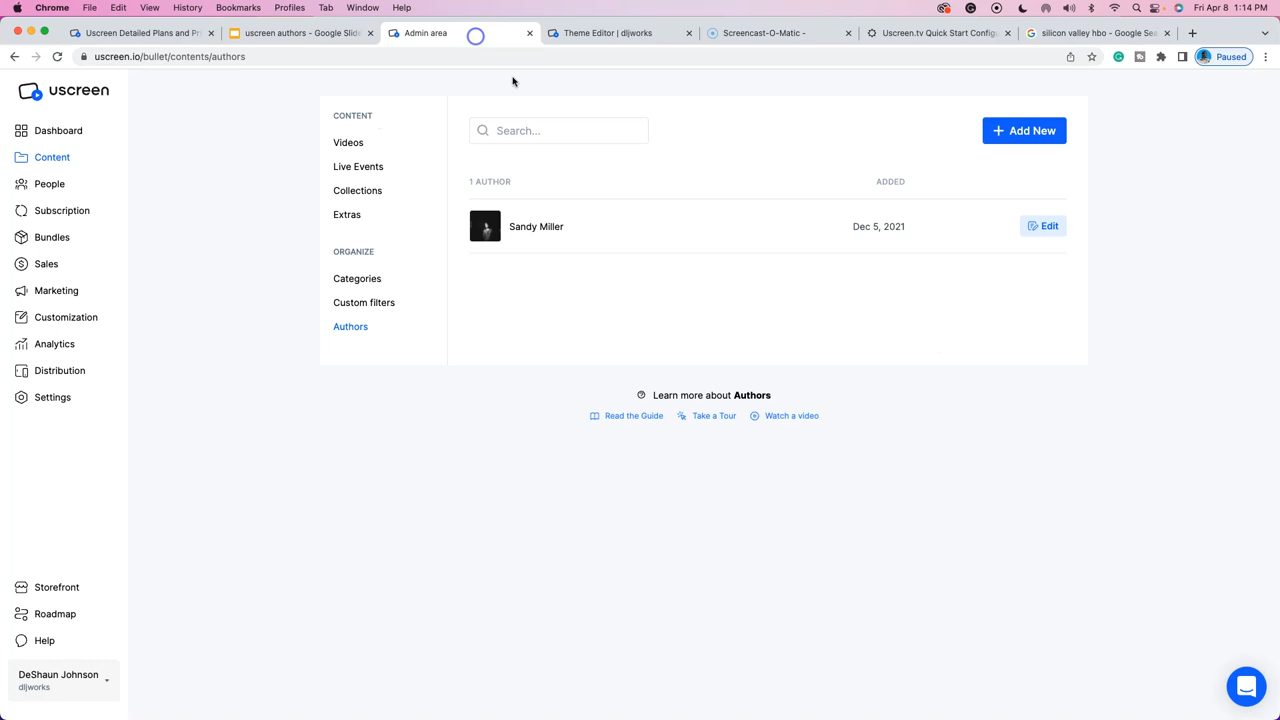 Chrome File Edit View History Bookmarks Profiles Tab Window Help Fri Apr 8 1:14 PM
Uscreen Detailed Plans and Pri
uscreen authors - Google Slide
Admin area
Theme Editor | dljworks
Screencast-O-Matic -
Uscreen.tv Quick Start Config
silicon valley hbo - Google Sea
uscreen.io/bullet/contents/authors
Paused
uscreen
Dashboard
Content
People
Subscription
Bundles
Sales
Marketing
Customization
Analytics
Distribution
Settings
Storefront
Roadmap
Help
DeShaun Johnson
dljworks
CONTENT
Videos
Live Events
Collections
Extras
ORGANIZE
Categories
Custom filters
Authors
Search...
Add New
1 AUTHOR ADDED
Sandy Miller Dec 5, 2021 Edit
Learn more about Authors
Read the Guide Take a Tour Watch a video